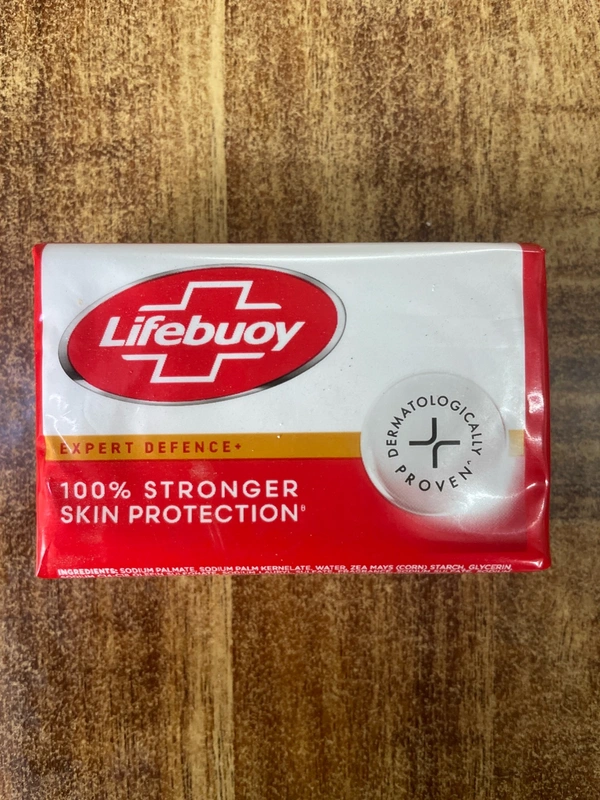 Lifebuoy
EXPERT DEFENCE+
DERMATOLOGICALLY
PROVEN^
100% STRONGER
SKIN PROTECTION⁸
INGREDIENTS: SODIUM PALMATE, SODIUM PALM KERNELATE, WATER, ZEA MAYS (CORN) STARCH, GLYCERIN,